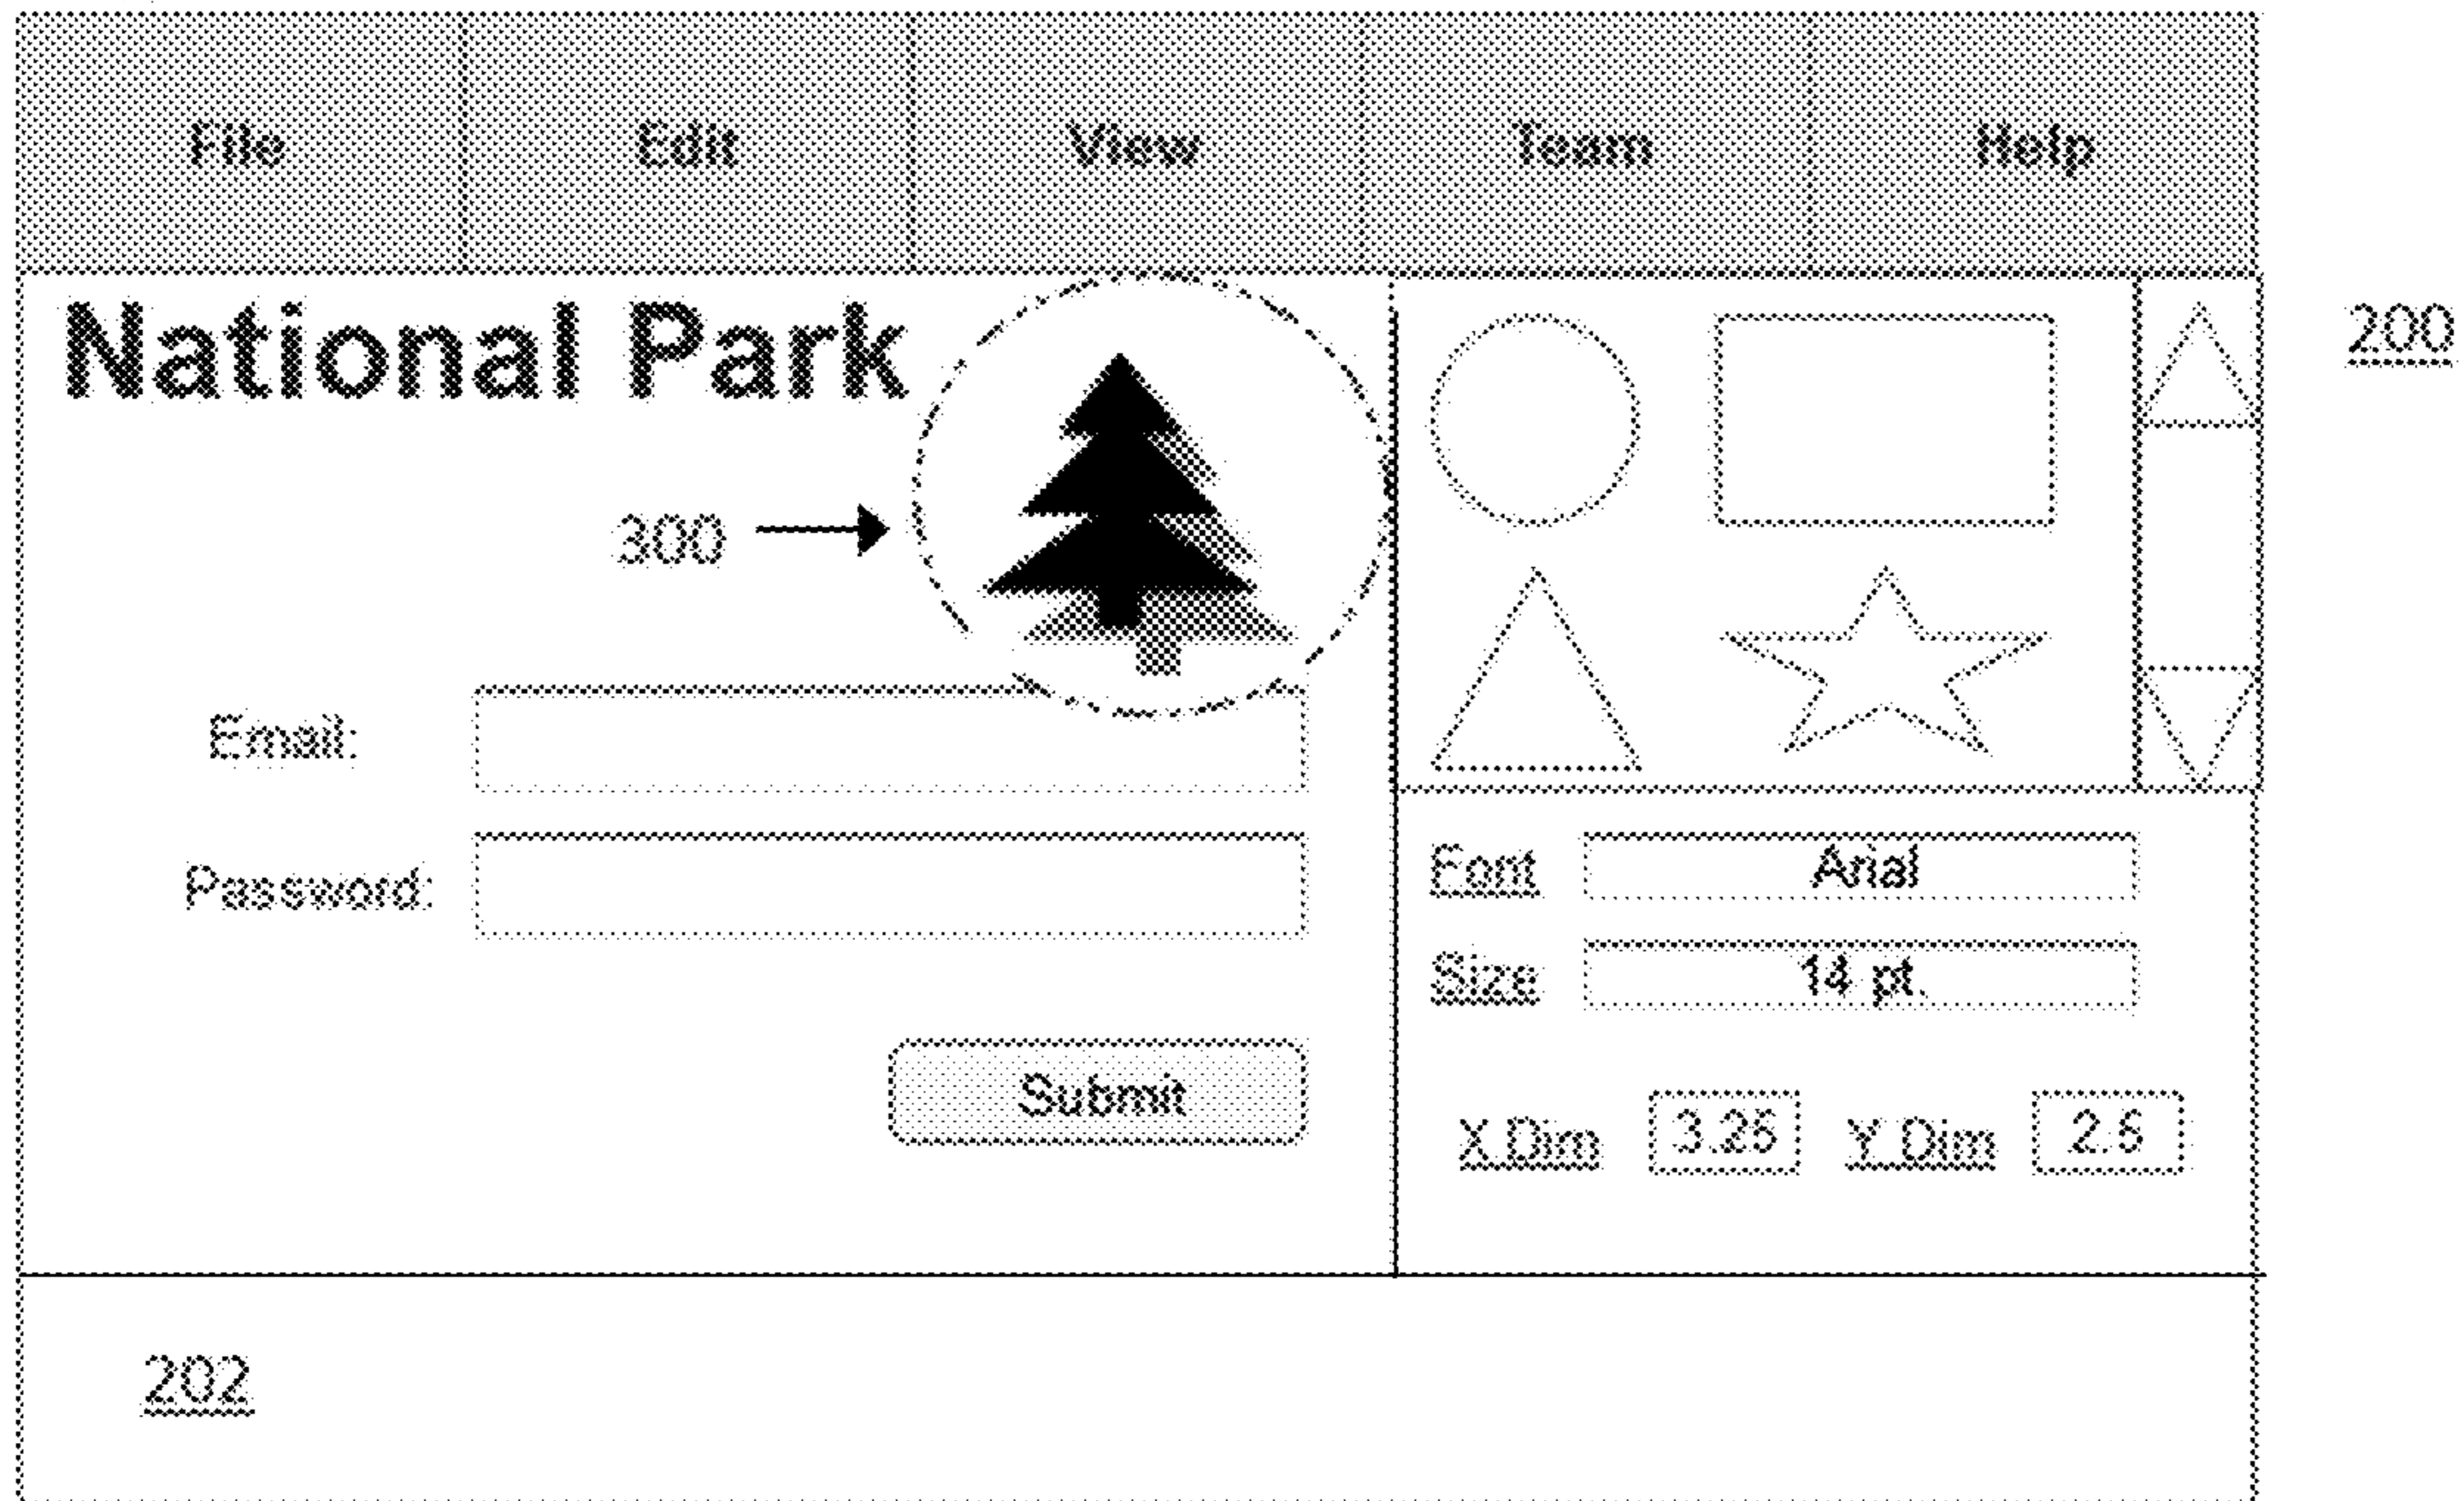 File Edit View Team Help
National Park
200
300
Email:
Password:
Submit
Font Arial
Size 14 pt.
X Dim 3.25 Y Dim 2.5
202